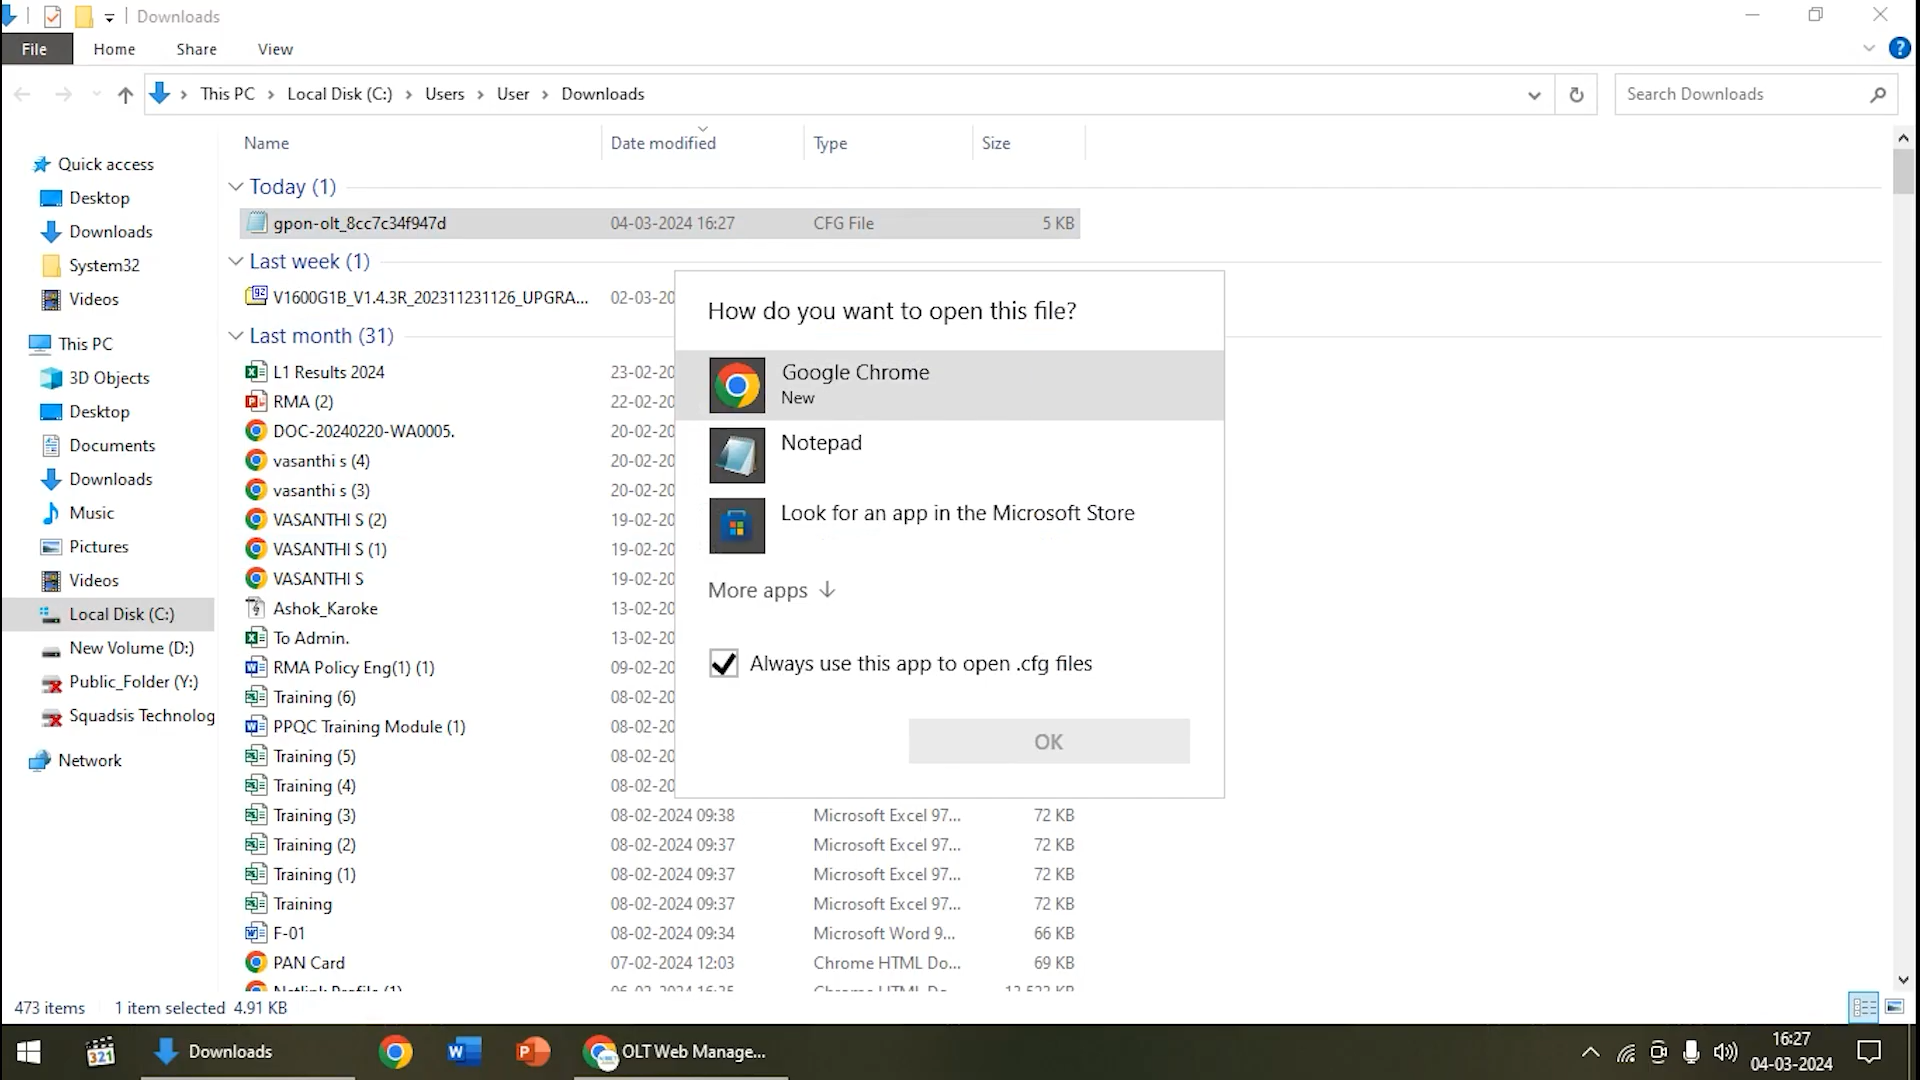 Downloads
File Home Share View
This PC Local Disk (C:) Users User Downloads
Search Downloads
Name Date modified Type Size
Quick access
Desktop
Downloads
System32
Videos
This PC
3D Objects
Desktop
Documents
Downloads
Music
Pictures
Videos
Local Disk (C:)
New Volume (D:)
Public_Folder (Y:)
Squadsis Technolog
Network
Today (1)
gpon-olt_8cc7c34f947d 04-03-2024 16:27 CFG File 5 KB
Last week (1)
V1600G1B_V1.4.3R_202311231126_UPGRA... 02-03-20
Last month (31)
L1 Results 2024 23-02-20
RMA (2) 22-02-20
DOC-20240220-WA0005. 20-02-20
vasanthi s (4) 20-02-20
vasanthi s (3) 20-02-20
VASANTHI S (2) 19-02-20
VASANTHI S (1) 19-02-20
VASANTHI S 19-02-20
Ashok_Karoke 13-02-20
To Admin. 13-02-20
RMA Policy Eng(1) (1) 09-02-20
Training (6) 08-02-20
PPQC Training Module (1) 08-02-20
Training (5) 08-02-20
Training (4) 08-02-20
Training (3) 08-02-2024 09:38 Microsoft Excel 97... 72 KB
Training (2) 08-02-2024 09:37 Microsoft Excel 97... 72 KB
Training (1) 08-02-2024 09:37 Microsoft Excel 97... 72 KB
Training 08-02-2024 09:37 Microsoft Excel 97... 72 KB
F-01 08-02-2024 09:34 Microsoft Word 9... 66 KB
PAN Card 07-02-2024 12:03 Chrome HTML Do... 69 KB
How do you want to open this file?
Google Chrome
New
Notepad
Look for an app in the Microsoft Store
More apps
Always use this app to open .cfg files
OK
473 items 1 item selected 4.91 KB
321
Downloads
OLT Web Manage...
16:27
04-03-2024